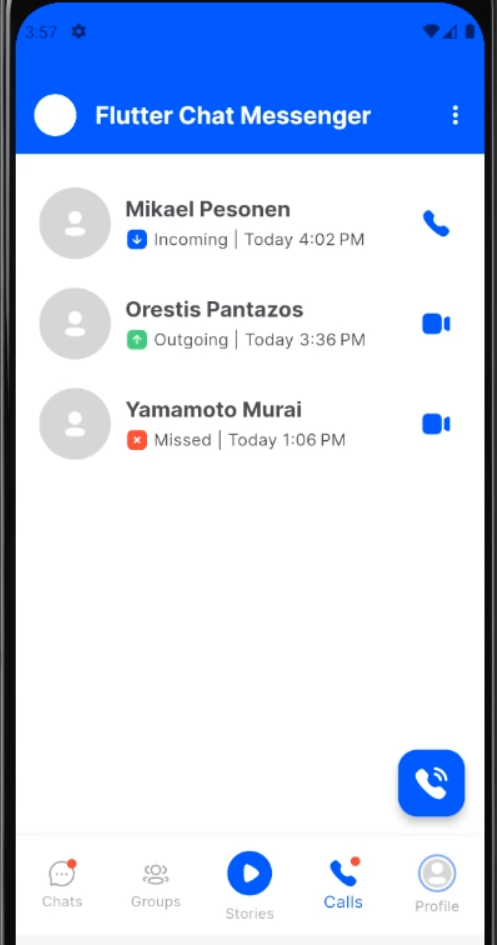 3:57
Flutter Chat Messenger
Mikael Pesonen
Incoming | Today 4:02 PM
Orestis Pantazos
Outgoing | Today 3:36 PM
Yamamoto Murai
Missed | Today 1:06 PM
Chats
Groups
Stories
Calls
Profile